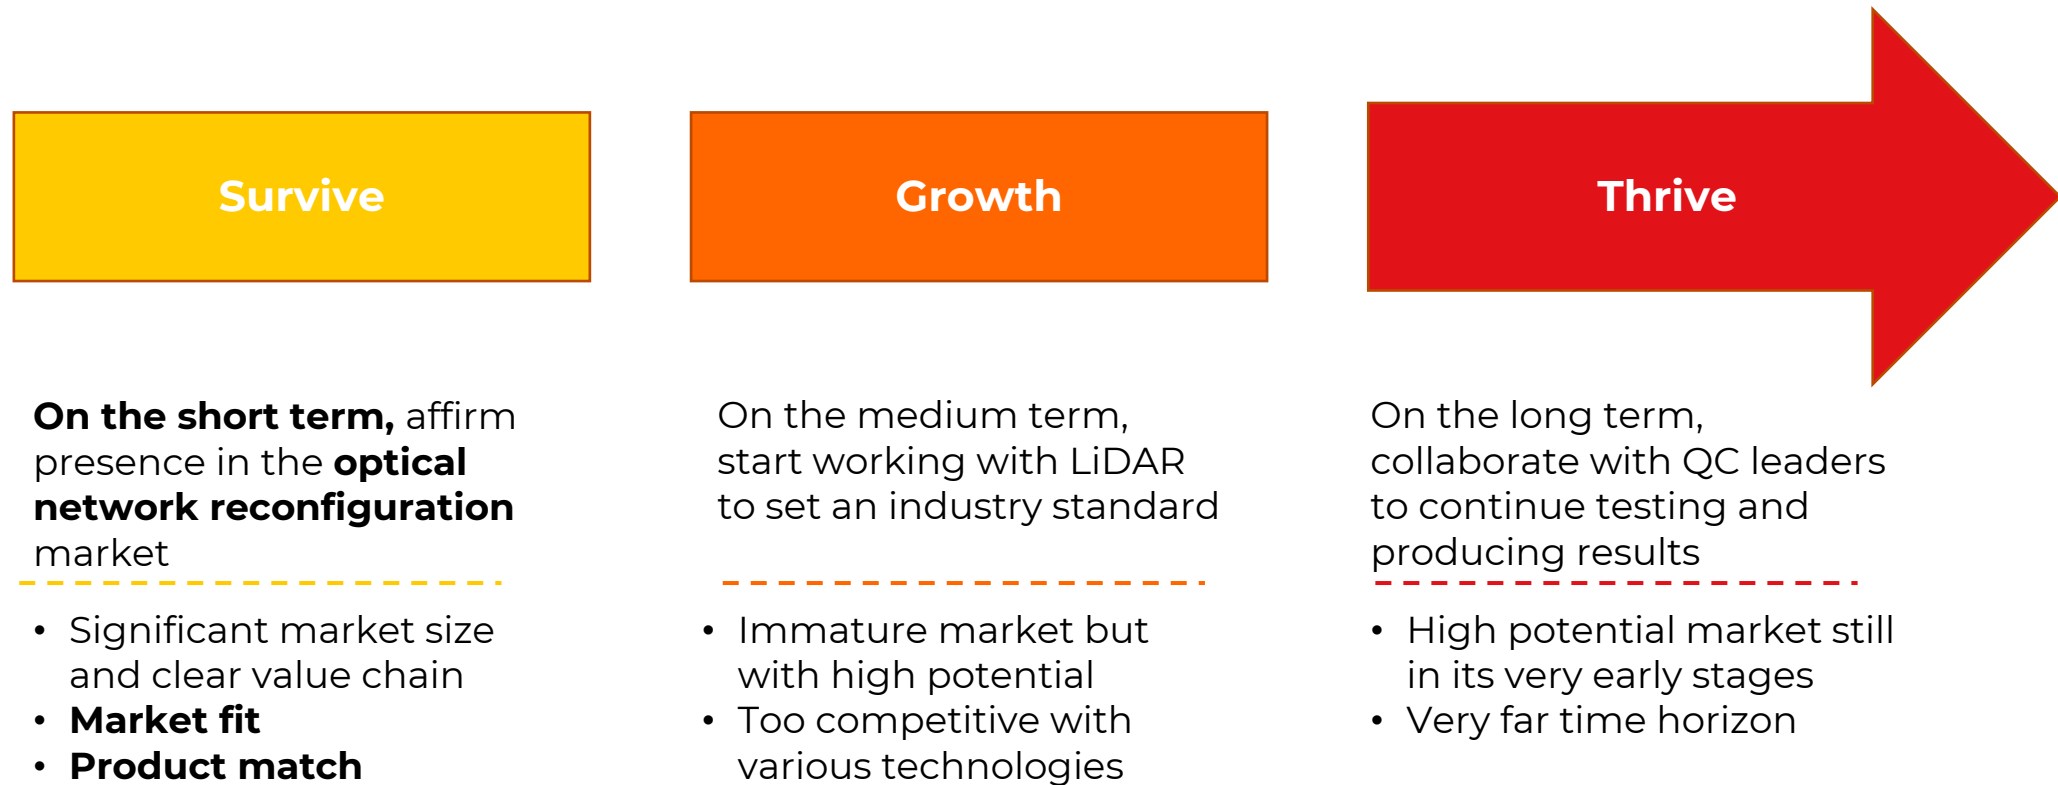 Survive
Growth
Thrive
On the short term, affirm
presence in the optical
network reconfiguration
market
• Significant market size
and clear value chain
• Market fit
• Product match
On the medium term,
start working with LiDAR
to set an industry standard
• Immature market but
with high potential
• Too competitive with
various technologies
On the long term,
collaborate with QC leaders
to continue testing and
producing results
• High potential market still
in its very early stages
• Very far time horizon